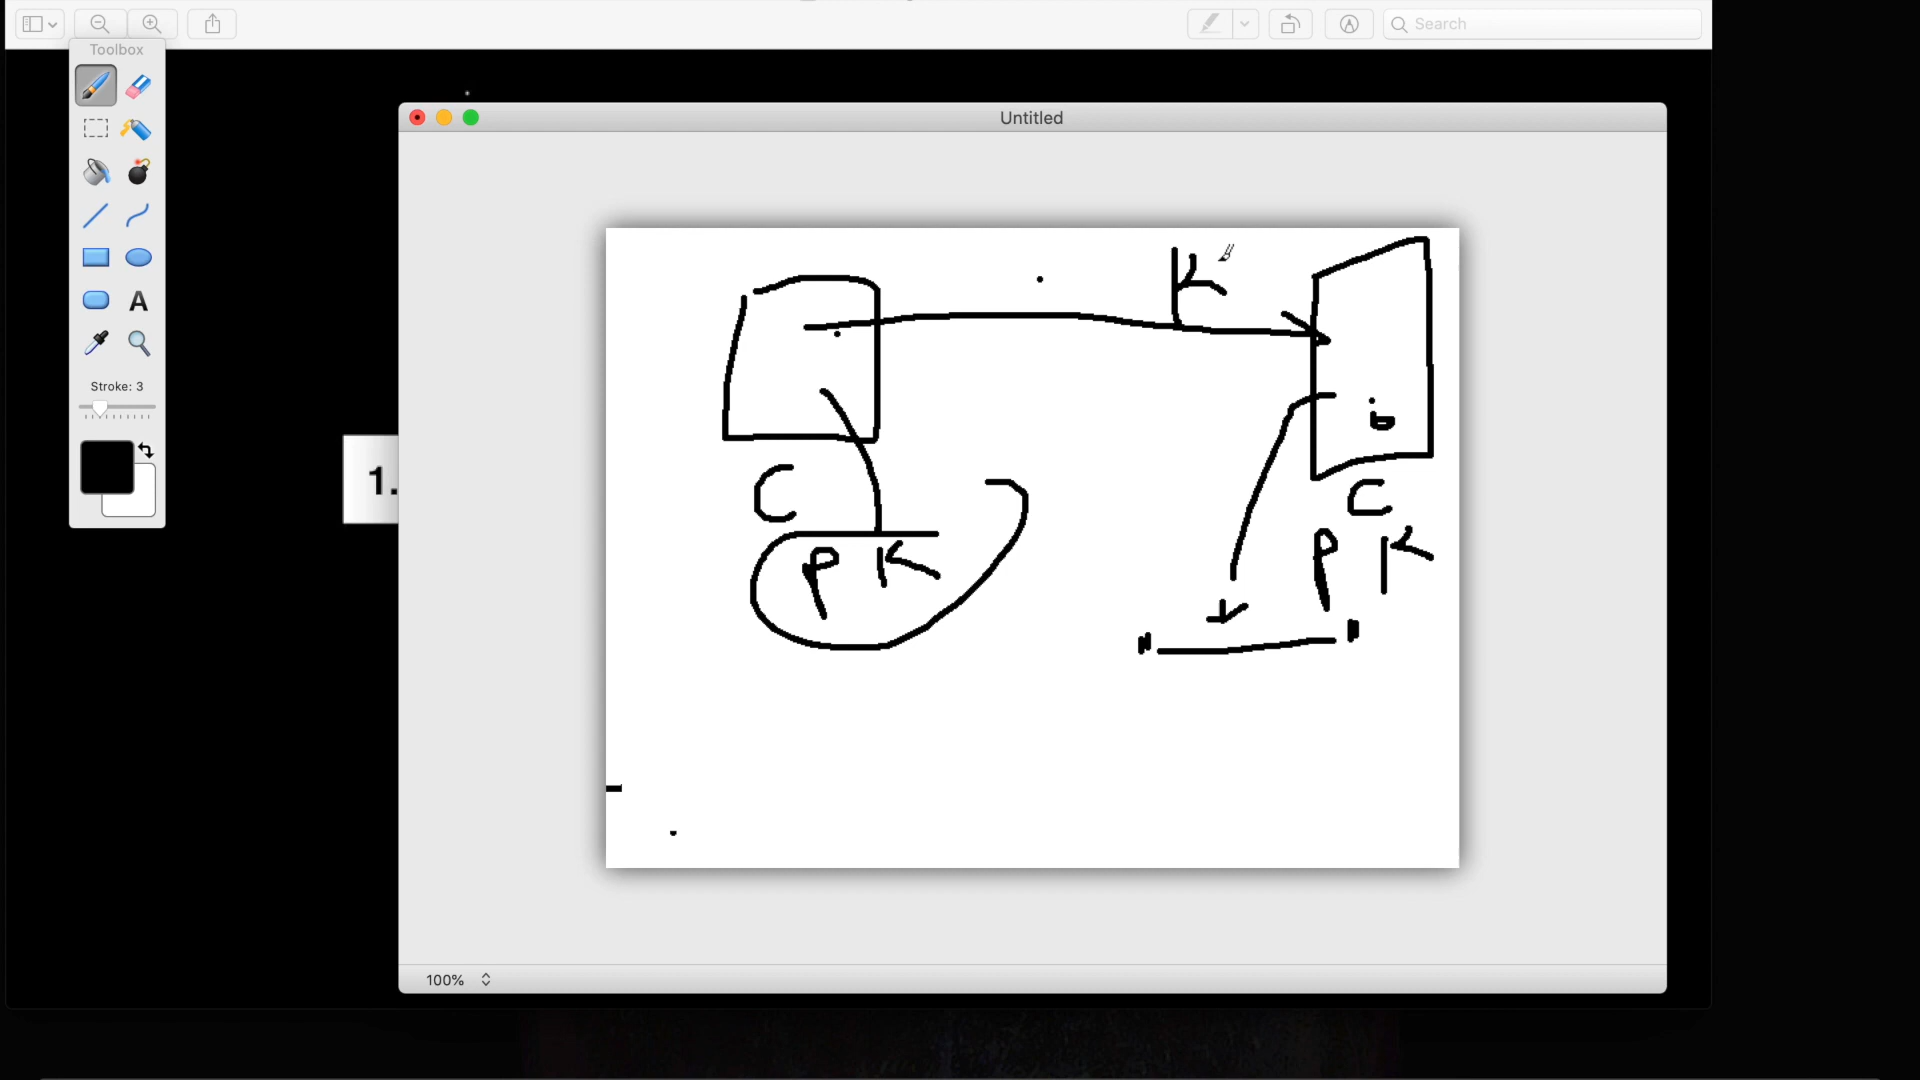 Search
Toolbox
Untitled
A
Stroke: 3
1.
K
C
P K
C
P K
" "
100%